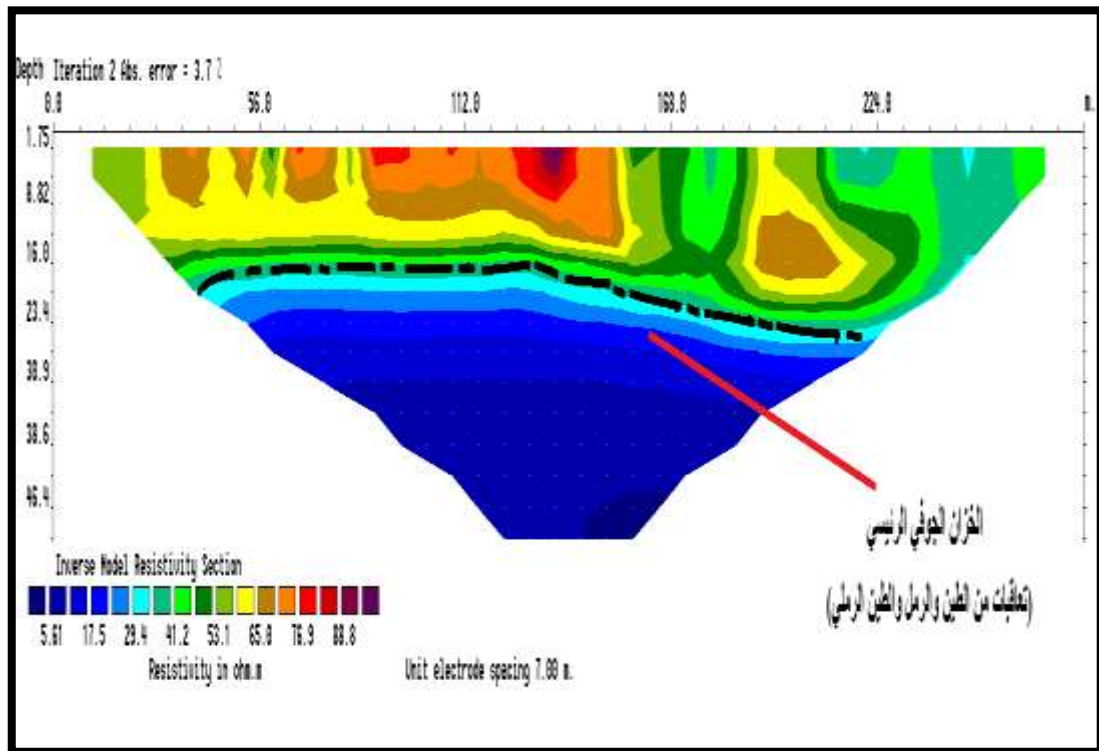 Depth Iteration 2 Abs. error = 3.7 %
0.0 56.0 112.0 168.0 224.0 m.
1.75
8.82
16.0
23.4
30.9
38.6
46.4
الخزان الجوفي الرئيسي
(تعاقبات من الطين والرمل والطين الرملي)
Inverse Model Resistivity Section
5.61 17.5 29.4 41.2 53.1 65.0 76.9 88.8
Resistivity in ohm.m Unit electrode spacing 7.00 m.